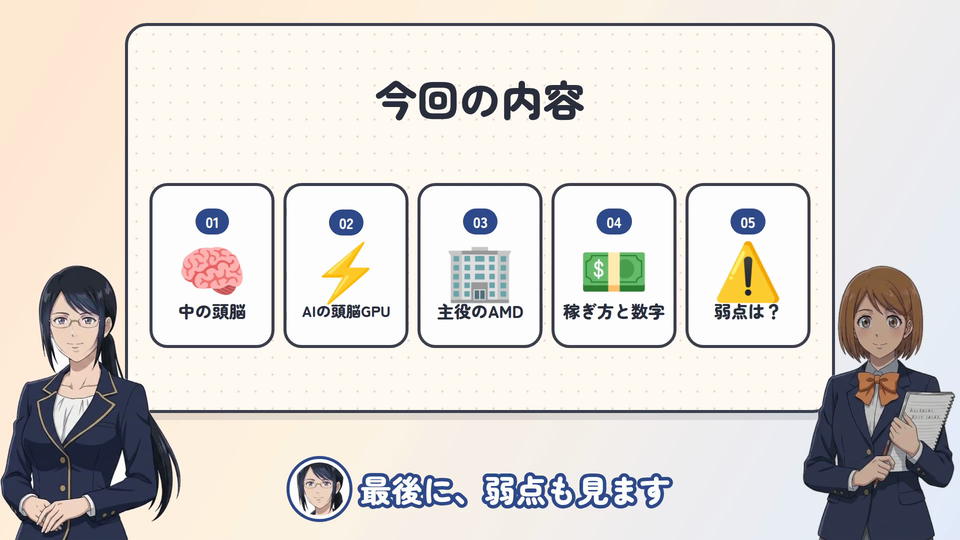 今回の内容
01
中の頭脳
02
AIの頭脳GPU
03
主役のAMD
04
$
稼ぎ方と数字
05
弱点は？
最後に、弱点も見ます